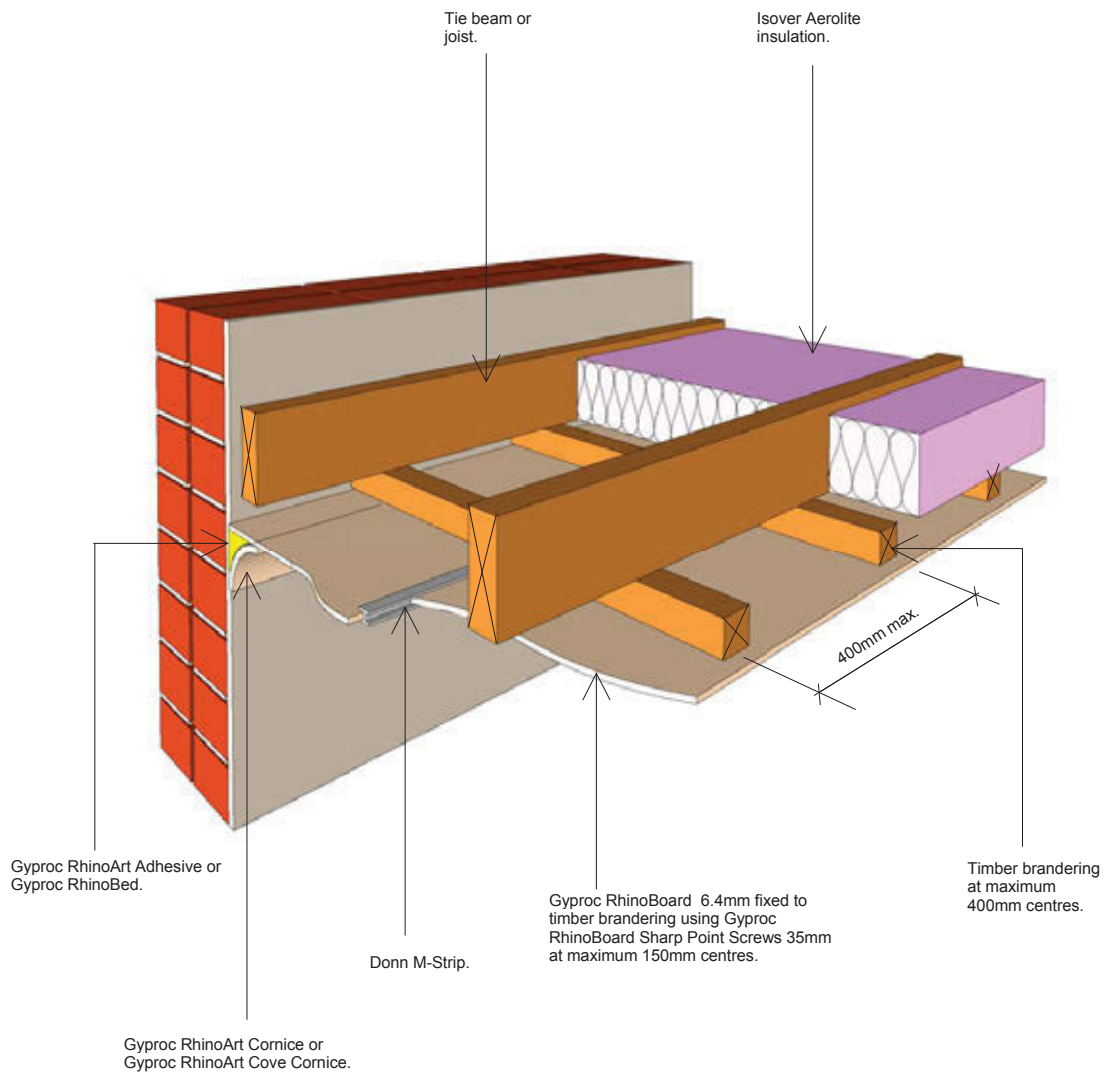 Tie beam or
joist.
Isover Aerolite
insulation.
400mm max.
Gyproc RhinoArt Adhesive or
Gyproc RhinoBed.
Timber brandering
at maximum
400mm centres.
Gyproc RhinoBoard 6.4mm fixed to
timber brandering using Gyproc
RhinoBoard Sharp Point Screws 35mm
at maximum 150mm centres.
Donn M-Strip.
Gyproc RhinoArt Cornice or
Gyproc RhinoArt Cove Cornice.